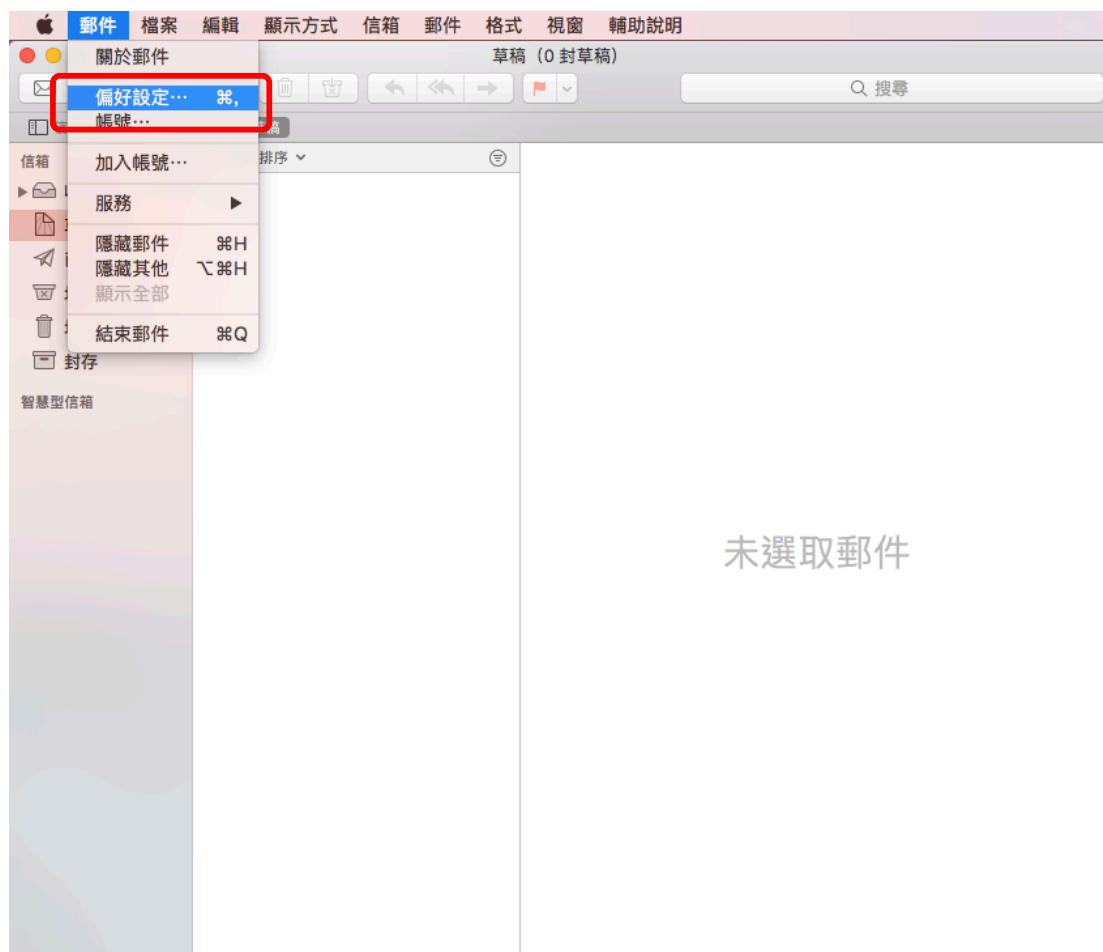 郵件 檔案 編輯 顯示方式 信箱 郵件 格式 視窗 輔助說明
草稿（0 封草稿）
關於郵件
偏好設定⋯ ⌘,
帳號⋯
加入帳號⋯
服務
隱藏郵件 ⌘H
隱藏其他 ⌥⌘H
顯示全部
結束郵件 ⌘Q
搜尋
排序
信箱
封存
智慧型信箱
未選取郵件